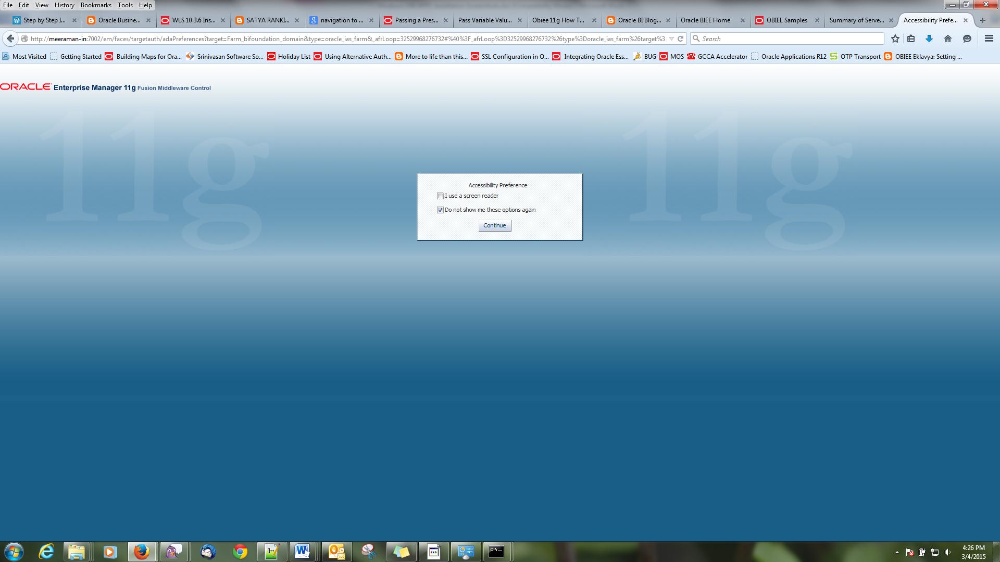 File Edit View History Bookmarks Tools Help
Step by Step I... Oracle Busine... WLS 10.3.6 Ins... SATYA RANKI... navigation to ... Passing a Pres... Pass Variable Valu... Obiee 11g How T... Oracle BI Blog... Oracle BIEE Home OBIEE Samples Summary of Serve... Accessibility Prefe...
http://meeraman-in:7002/em/faces/targetauth/adaPreferences?target=Farm_bifoundation_domain&type=oracle_ias_farm&_afrLoop=32529968276732#%40%3F_afrLoop%3D32529968276732%26type%3Doracle_ias_farm%26target%3 Search
Most Visited Getting Started Building Maps for Ora... Srinivasan Software So... Holiday List Using Alternative Auth... More to life than this... SSL Configuration in O... Integrating Oracle Ess... BUG MOS GCCA Accelerator Oracle Applications R12 OTP Transport OBIEE Eklavya: Setting ...
ORACLE Enterprise Manager 11g Fusion Middleware Control
11g 11g
Accessibility Preference
I use a screen reader
Do not show me these options again
Continue
4:26 PM
3/4/2015